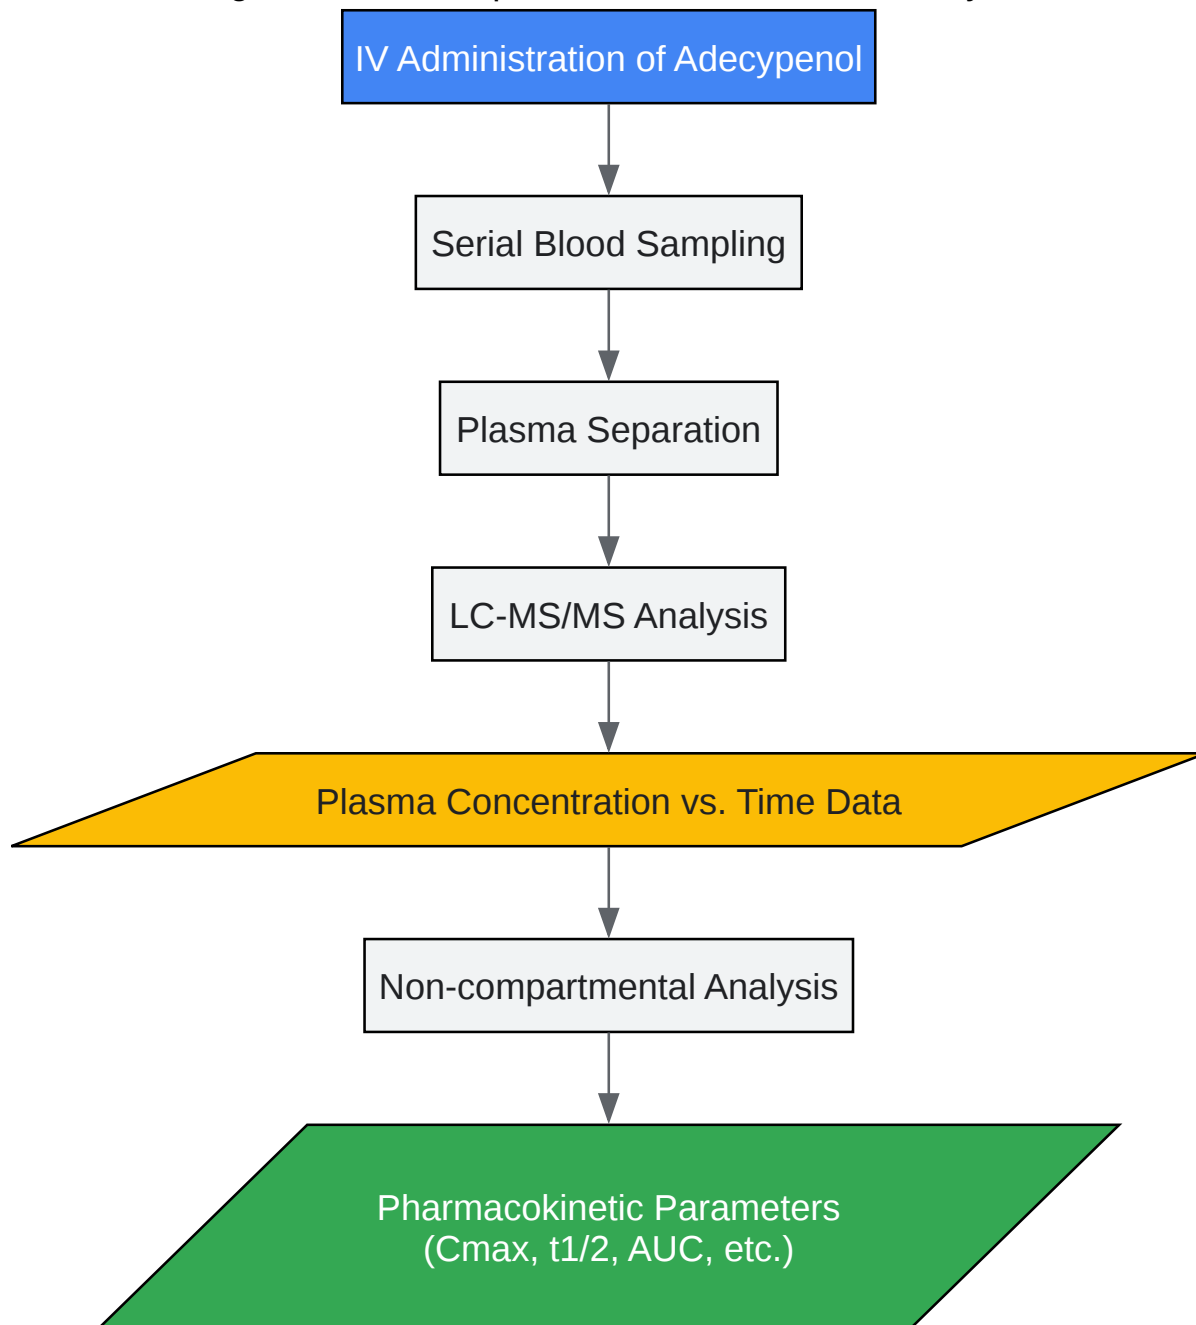 IV Administration of Adecypenol
Serial Blood Sampling
Plasma Separation
LC-MS/MS Analysis
Plasma Concentration vs. Time Data
Non-compartmental Analysis
Pharmacokinetic Parameters
(Cmax, t1/2, AUC, etc.)